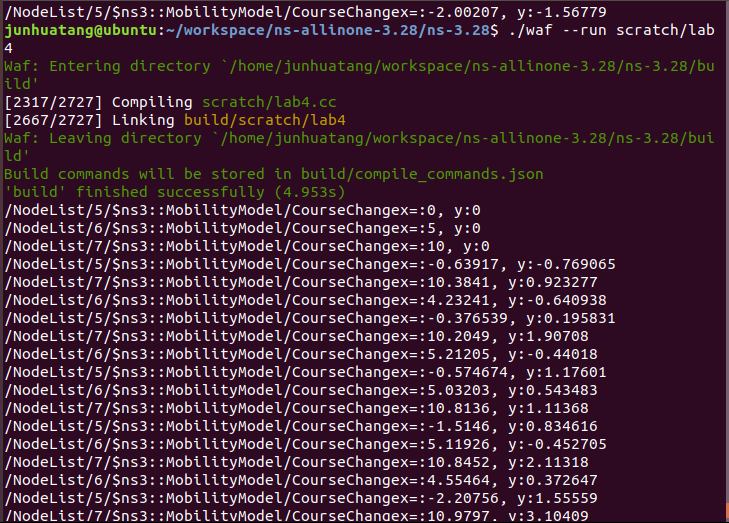 /NodeList/5/$ns3::MobilityModel/CourseChangex=:-2.00207, y:-1.56779
junhuatang@ubuntu:~/workspace/ns-allinone-3.28/ns-3.28$ ./waf --run scratch/lab
4
Waf: Entering directory `/home/junhuatang/workspace/ns-allinone-3.28/ns-3.28/bu
ild'
[2317/2727] Compiling scratch/lab4.cc
[2667/2727] Linking build/scratch/lab4
Waf: Leaving directory `/home/junhuatang/workspace/ns-allinone-3.28/ns-3.28/bui
ld'
Build commands will be stored in build/compile_commands.json
'build' finished successfully (4.953s)
/NodeList/5/$ns3::MobilityModel/CourseChangex=:0, y:0
/NodeList/6/$ns3::MobilityModel/CourseChangex=:5, y:0
/NodeList/7/$ns3::MobilityModel/CourseChangex=:10, y:0
/NodeList/5/$ns3::MobilityModel/CourseChangex=:-0.63917, y:-0.769065
/NodeList/7/$ns3::MobilityModel/CourseChangex=:10.3841, y:0.923277
/NodeList/6/$ns3::MobilityModel/CourseChangex=:4.23241, y:-0.640938
/NodeList/5/$ns3::MobilityModel/CourseChangex=:-0.376539, y:0.195831
/NodeList/7/$ns3::MobilityModel/CourseChangex=:10.2049, y:1.90708
/NodeList/6/$ns3::MobilityModel/CourseChangex=:5.21205, y:-0.44018
/NodeList/5/$ns3::MobilityModel/CourseChangex=:-0.574674, y:1.17601
/NodeList/6/$ns3::MobilityModel/CourseChangex=:5.03203, y:0.543483
/NodeList/7/$ns3::MobilityModel/CourseChangex=:10.8136, y:1.11368
/NodeList/5/$ns3::MobilityModel/CourseChangex=:-1.5146, y:0.834616
/NodeList/6/$ns3::MobilityModel/CourseChangex=:5.11926, y:-0.452705
/NodeList/7/$ns3::MobilityModel/CourseChangex=:10.8452, y:2.11318
/NodeList/6/$ns3::MobilityModel/CourseChangex=:4.55464, y:0.372647
/NodeList/5/$ns3::MobilityModel/CourseChangex=:-2.20756, y:1.55559
/NodeList/7/$ns3::MobilityModel/CourseChangex=:10.9797, y:3.10409